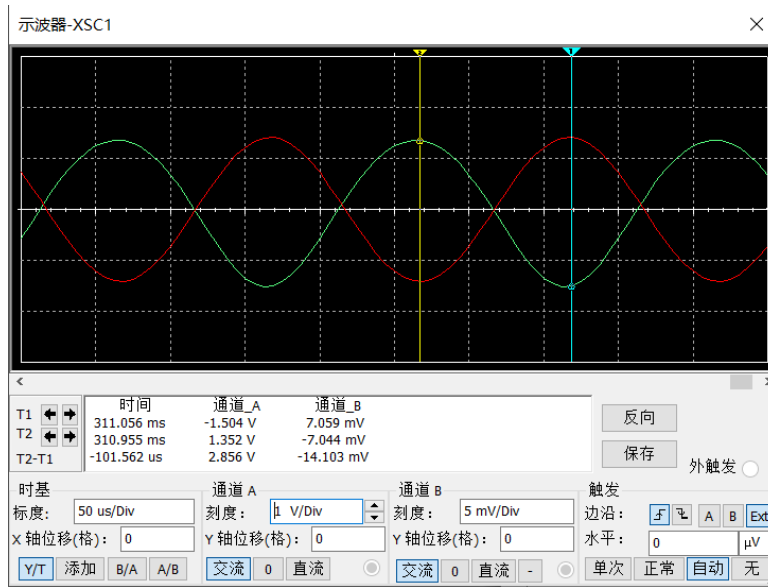 示波器-XSC1
时间 通道_A 通道_B
T1 311.056 ms -1.504 V 7.059 mV
T2 310.955 ms 1.352 V -7.044 mV
T2-T1 -101.562 us 2.856 V -14.103 mV
反向
保存
外触发
时基 通道 A 通道 B 触发
标度: 50 us/Div 刻度: 1 V/Div 刻度: 5 mV/Div 边沿: A B Ext
X 轴位移(格): 0 Y 轴位移(格): 0 Y 轴位移(格): 0 水平: 0 μV
Y/T 添加 B/A A/B 交流 0 直流 交流 0 直流 - 单次 正常 自动 无